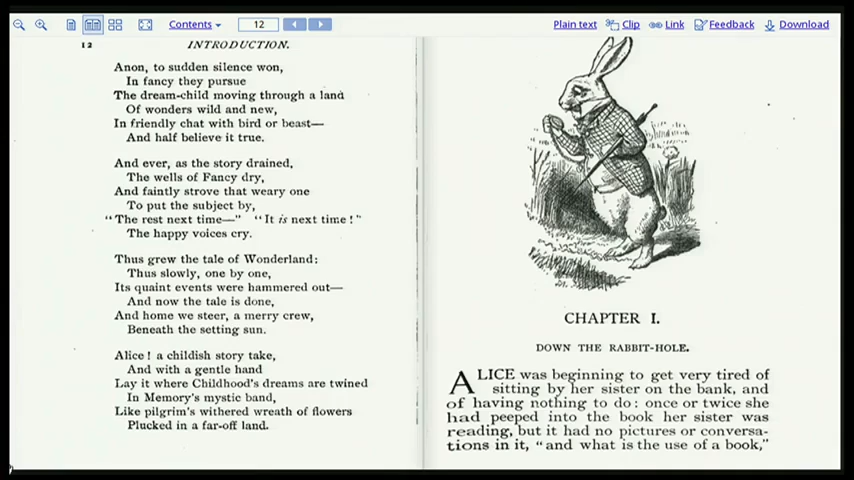 Contents
12
Plain text
Clip
Link
Feedback
Download
12 INTRODUCTION.
Anon, to sudden silence won,
In fancy they pursue
The dream-child moving through a land
Of wonders wild and new,
In friendly chat with bird or beast—
And half believe it true.
And ever, as the story drained,
The wells of Fancy dry,
And faintly strove that weary one
To put the subject by,
"The rest next time—" "It is next time!"
The happy voices cry.
Thus grew the tale of Wonderland:
Thus slowly, one by one,
Its quaint events were hammered out—
And now the tale is done,
And home we steer, a merry crew,
Beneath the setting sun.
Alice! a childish story take,
And with a gentle hand
Lay it where Childhood's dreams are twined
In Memory's mystic band,
Like pilgrim's withered wreath of flowers
Plucked in a far-off land.
CHAPTER I.
DOWN THE RABBIT-HOLE.
ALICE was beginning to get very tired of
sitting by her sister on the bank, and
of having nothing to do: once or twice she
had peeped into the book her sister was
reading, but it had no pictures or conversa-
tions in it, "and what is the use of a book,"